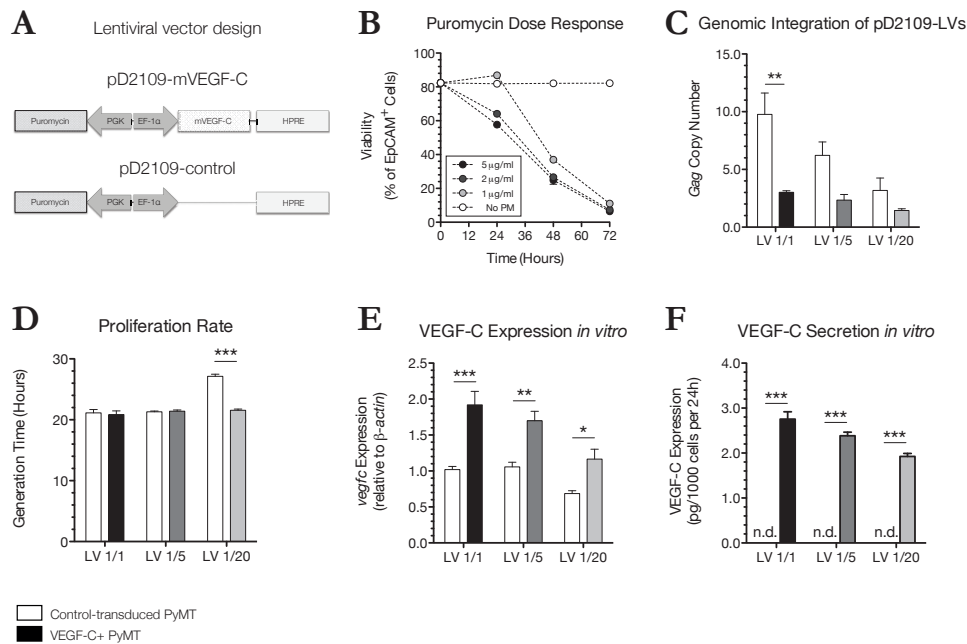 A
Lentiviral vector design
pD2109-mVEGF-C
Puromycin PGK EF-1α mVEGF-C HPRE
pD2109-control
Puromycin PGK EF-1α HPRE
B
Puromycin Dose Response
Viability
(% of EpCAM+ Cells)
100
80
60
40
20
0
5 μg/ml
2 μg/ml
1 μg/ml
No PM
0 12 24 36 48 60 72
Time (Hours)
C
Genomic Integration of pD2109-LVs
Gag Copy Number
15.0
10.0
5.0
0.0
**
LV 1/1 LV 1/5 LV 1/20
D
Proliferation Rate
Generation Time (Hours)
30
20
10
0
***
LV 1/1 LV 1/5 LV 1/20
E
VEGF-C Expression in vitro
vegfc Expression
(relative to β-actin)
2.5
2.0
1.5
1.0
0.5
0.0
***
**
*
LV 1/1 LV 1/5 LV 1/20
F
VEGF-C Secretion in vitro
VEGF-C Expression
(pg/1000 cells per 24h)
4.0
3.0
2.0
1.0
0.0
***
***
***
n.d. n.d. n.d.
LV 1/1 LV 1/5 LV 1/20
Control-transduced PyMT
VEGF-C+ PyMT